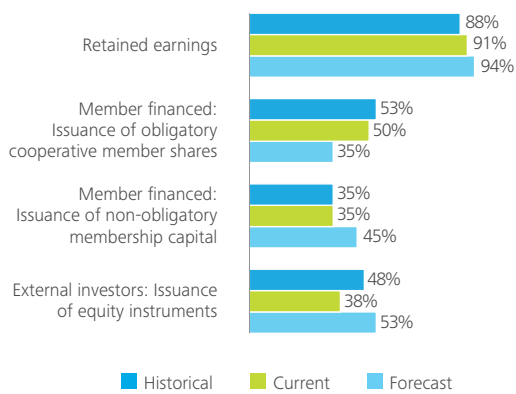 88%
Retained earnings
91%
94%
Member financed:
Issuance of obligatory
cooperative member shares
53%
50%
35%
Member financed:
Issuance of non-obligatory
membership capital
35%
35%
45%
External investors: Issuance
of equity instruments
48%
38%
53%
Historical
Current
Forecast